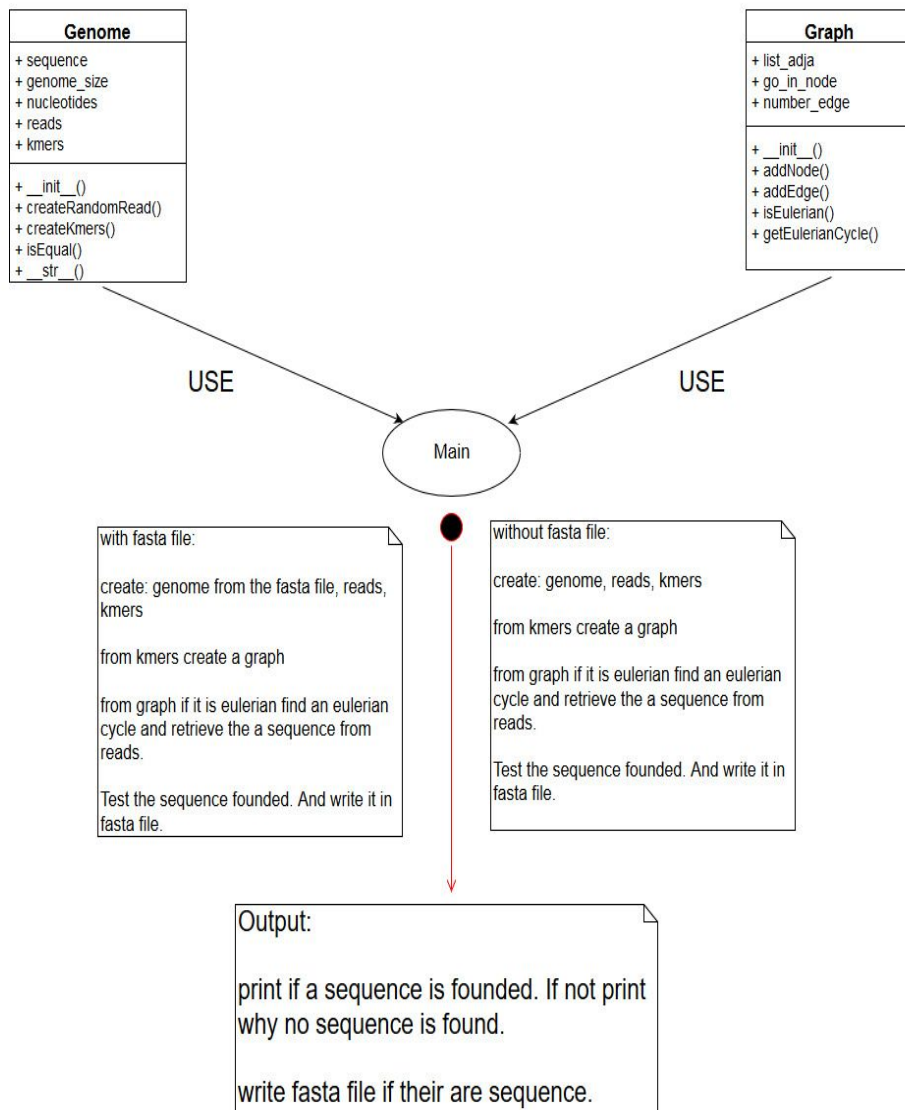 Genome
+ sequence
+ genome_size
+ nucleotides
+ reads
+ kmers
+ __init__()
+ createRandomRead()
+ createKmers()
+ isEqual()
+ __str__()
Graph
+ list_adja
+ go_in_node
+ number_edge
+ __init__()
+ addNode()
+ addEdge()
+ isEulerian()
+ getEulerianCycle()
USE
USE
Main
with fasta file:
create: genome from the fasta file, reads,
kmers
from kmers create a graph
from graph if it is eulerian find an eulerian
cycle and retrieve the a sequence from
reads.
Test the sequence founded. And write it in
fasta file.
without fasta file:
create: genome, reads, kmers
from kmers create a graph
from graph if it is eulerian find an eulerian
cycle and retrieve the a sequence from
reads.
Test the sequence founded. And write it in
fasta file.
Output:
print if a sequence is founded. If not print
why no sequence is found.
write fasta file if their are sequence.